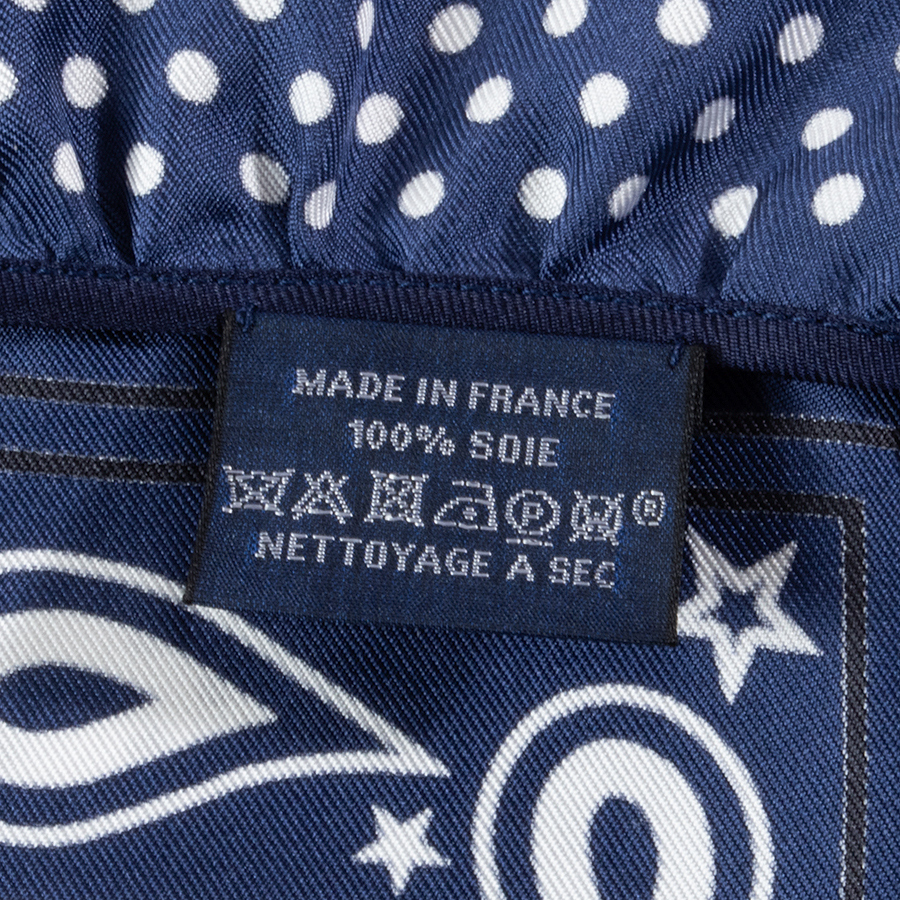 MADE IN FRANCE
100% SOIE
P ®
NETTOYAGE A SEC